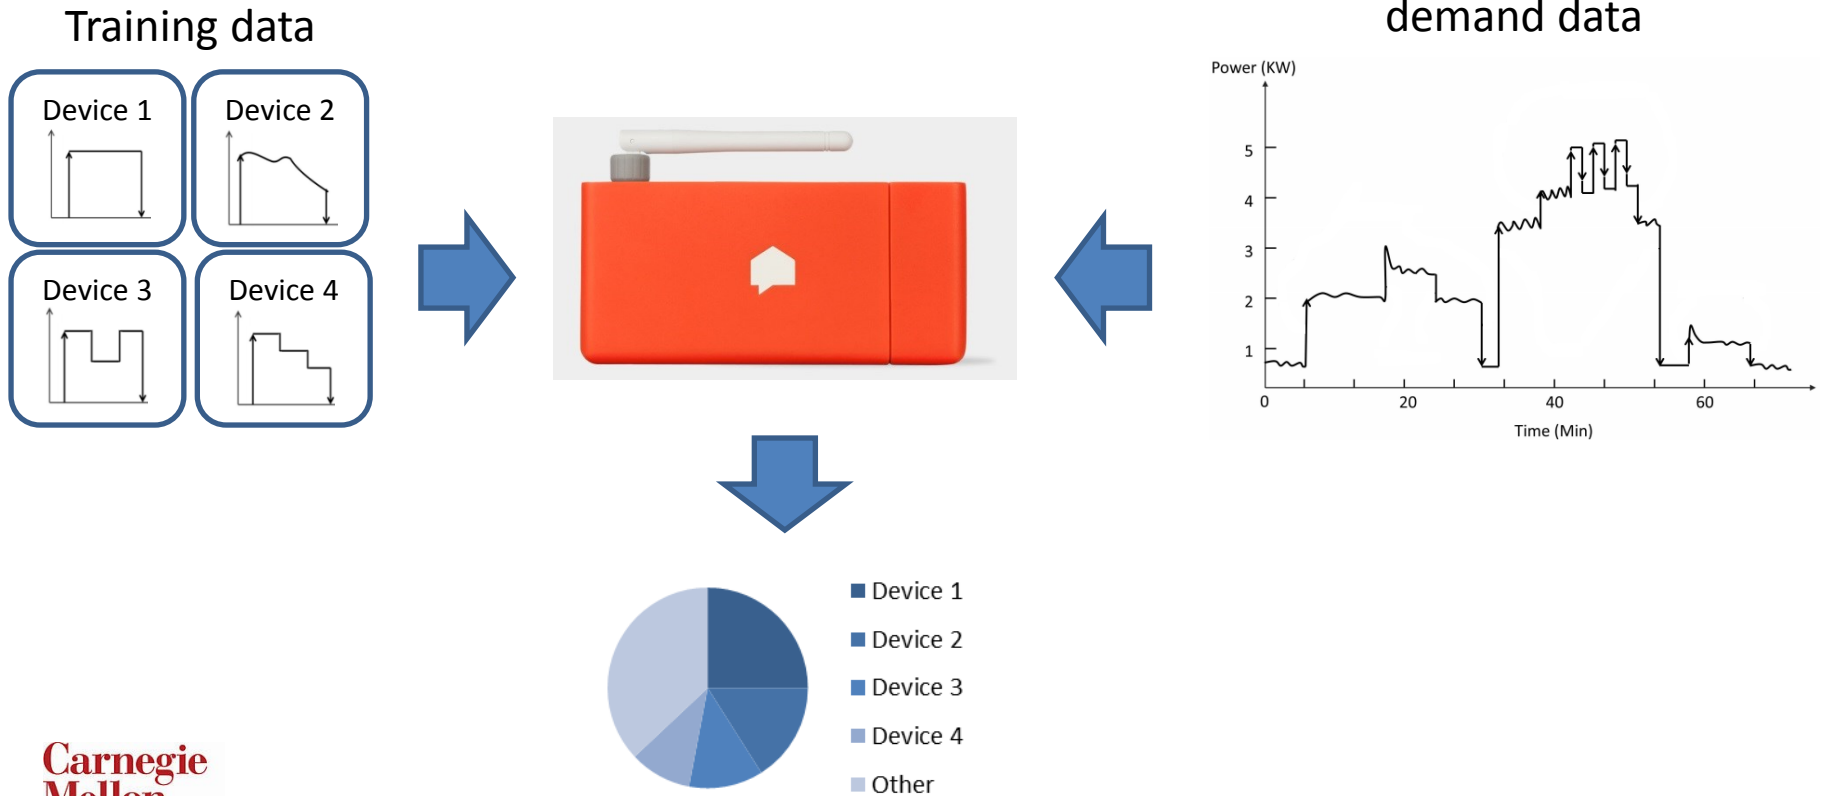 Training data
demand data
Device 1
Device 2
Device 3
Device 4
Power (KW)
5
4
3
2
1
0
20
40
60
Time (Min)
Device 1
Device 2
Device 3
Device 4
Other
Carnegie
Mellon